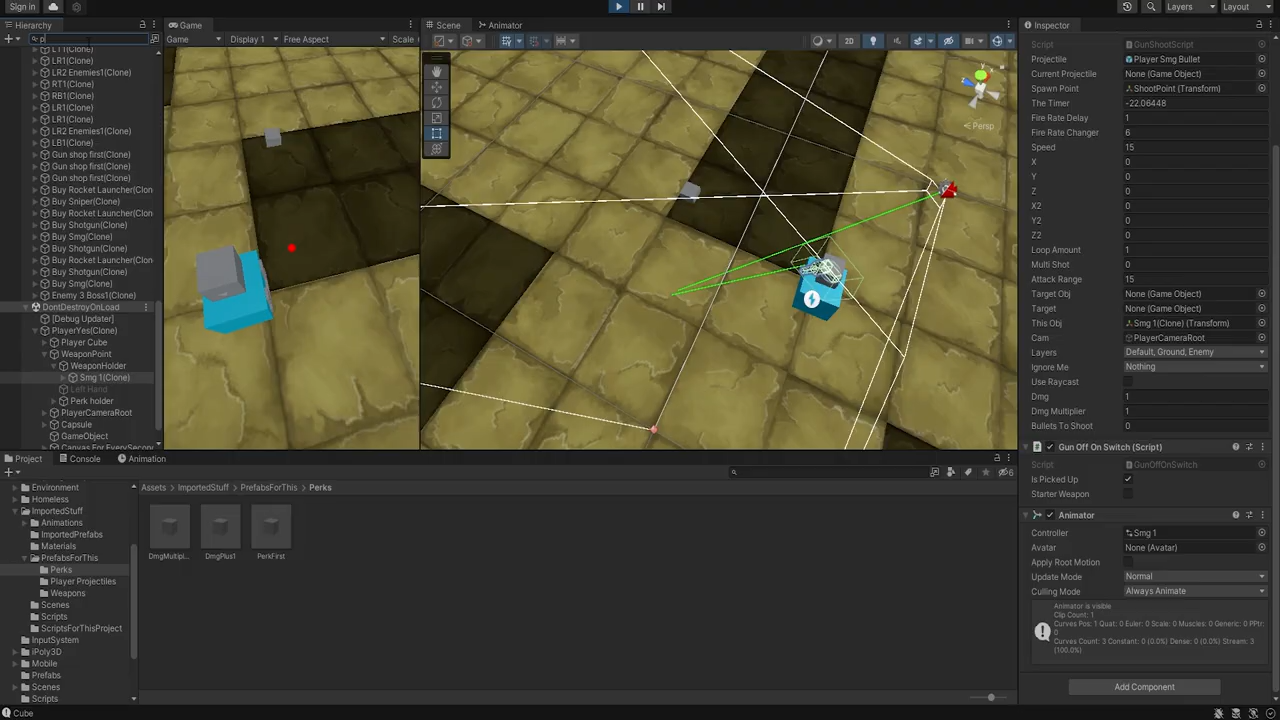 Sign in
Layers
Layout
Hierarchy
p
LT1(Clone)
LR1(Clone)
LR2 Enemies1(Clone)
RT1(Clone)
RB1(Clone)
LR1(Clone)
LR1(Clone)
LR2 Enemies1(Clone)
LB1(Clone)
Gun shop first(Clone)
Gun shop first(Clone)
Gun shop first(Clone)
Buy Rocket Launcher(Clon
Buy Sniper(Clone)
Buy Rocket Launcher(Clon
Buy Shotgun(Clone)
Buy Smg(Clone)
Buy Shotgun(Clone)
Buy Rocket Launcher(Clon
Buy Shotgun(Clone)
Buy Smg(Clone)
Enemy 3 Boss1(Clone)
DontDestroyOnLoad
[Debug Updater]
PlayerYes(Clone)
Player Cube
WeaponPoint
WeaponHolder
Smg 1(Clone)
Left Hand
Perk holder
PlayerCameraRoot
Capsule
GameObject
Canvas For EverySecon
Game
Game
Display 1
Free Aspect
Scale
Scene
Animator
2D
Persp
Inspector
Script GunShootScript
Projectile Player Smg Bullet
Current Projectile None (Game Object)
Spawn Point ShootPoint (Transform)
The Timer -22.06448
Fire Rate Delay 1
Fire Rate Changer 6
Speed 15
X 0
Y 0
Z 0
X2 0
Y2 0
Z2 0
Loop Amount 1
Multi Shot 0
Attack Range 15
Target Obj None (Game Object)
Target None (Game Object)
This Obj Smg 1(Clone) (Transform)
Cam PlayerCameraRoot
Layers Default, Ground, Enemy
Ignore Me Nothing
Use Raycast
Dmg 1
Dmg Multiplier 1
Bullets To Shoot 0
Gun Off On Switch (Script)
Script GunOffOnSwitch
Is Picked Up
Starter Weapon
Animator
Controller Smg 1
Avatar None (Avatar)
Apply Root Motion
Update Mode Normal
Culling Mode Always Animate
Animator is visible
Clip Count: 1
Curves Pos: 1 Quat: 0 Euler: 0 Scale: 0 Muscles: 0 Generic: 0 PPtr:
0
Curves Count: 3 Constant: 0 (0.0%) Dense: 0 (0.0%) Stream: 3
(100.0%)
Add Component
Project
Console
Animation
6
Environment
Homeless
ImportedStuff
Animations
ImportedPrefabs
Materials
PrefabsForThis
Perks
Player Projectiles
Weapons
Scenes
Scripts
ScriptsForThisProject
InputSystem
iPoly3D
Mobile
Prefabs
Scenes
Scripts
Assets > ImportedStuff > PrefabsForThis > Perks
DmgMultipl...
DmgPlus1
PerkFirst
Cube